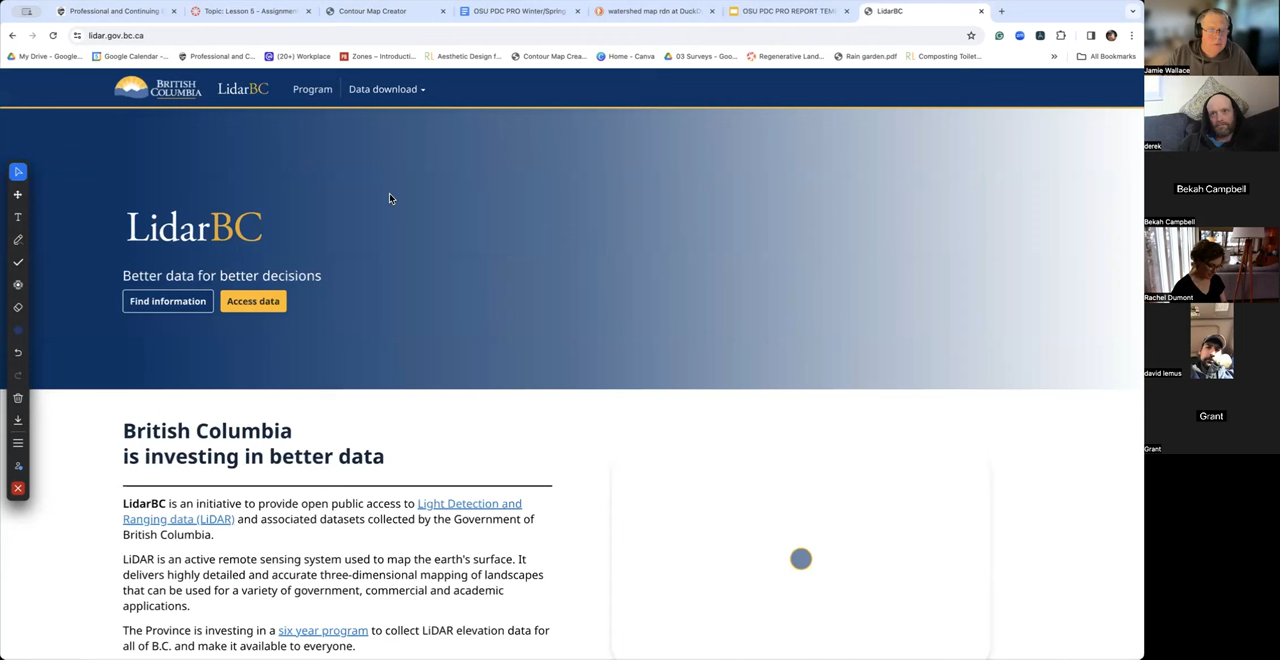 Professional and Continuing
Topic: Lesson 5 - Assignment
Contour Map Creator
OSU PDC PRO Winter/Spring
watershed map rdn at DuckD
OSU PDC PRO REPORT TEM
LidarBC
lidar.gov.bc.ca
My Drive - Google...
Google Calendar -...
Professional and C...
(20+) Workplace
Zones – Introducti...
Aesthetic Design f...
Contour Map Crea...
Home - Canva
03 Surveys - Goo...
Regenerative Land...
Rain garden.pdf
Composting Toilet...
All Bookmarks
BRITISH
COLUMBIA
LidarBC
Program
Data download
LidarBC
Better data for better decisions
Find information
Access data
British Columbia
is investing in better data
LidarBC is an initiative to provide open public access to Light Detection and
Ranging data (LiDAR) and associated datasets collected by the Government of
British Columbia.
LiDAR is an active remote sensing system used to map the earth's surface. It
delivers highly detailed and accurate three-dimensional mapping of landscapes
that can be used for a variety of government, commercial and academic
applications.
The Province is investing in a six year program to collect LiDAR elevation data for
all of B.C. and make it available to everyone.
Jamie Wallace
derek
Bekah Campbell
Bekah Campbell
Rachel Dumont
david lemus
Grant
Grant